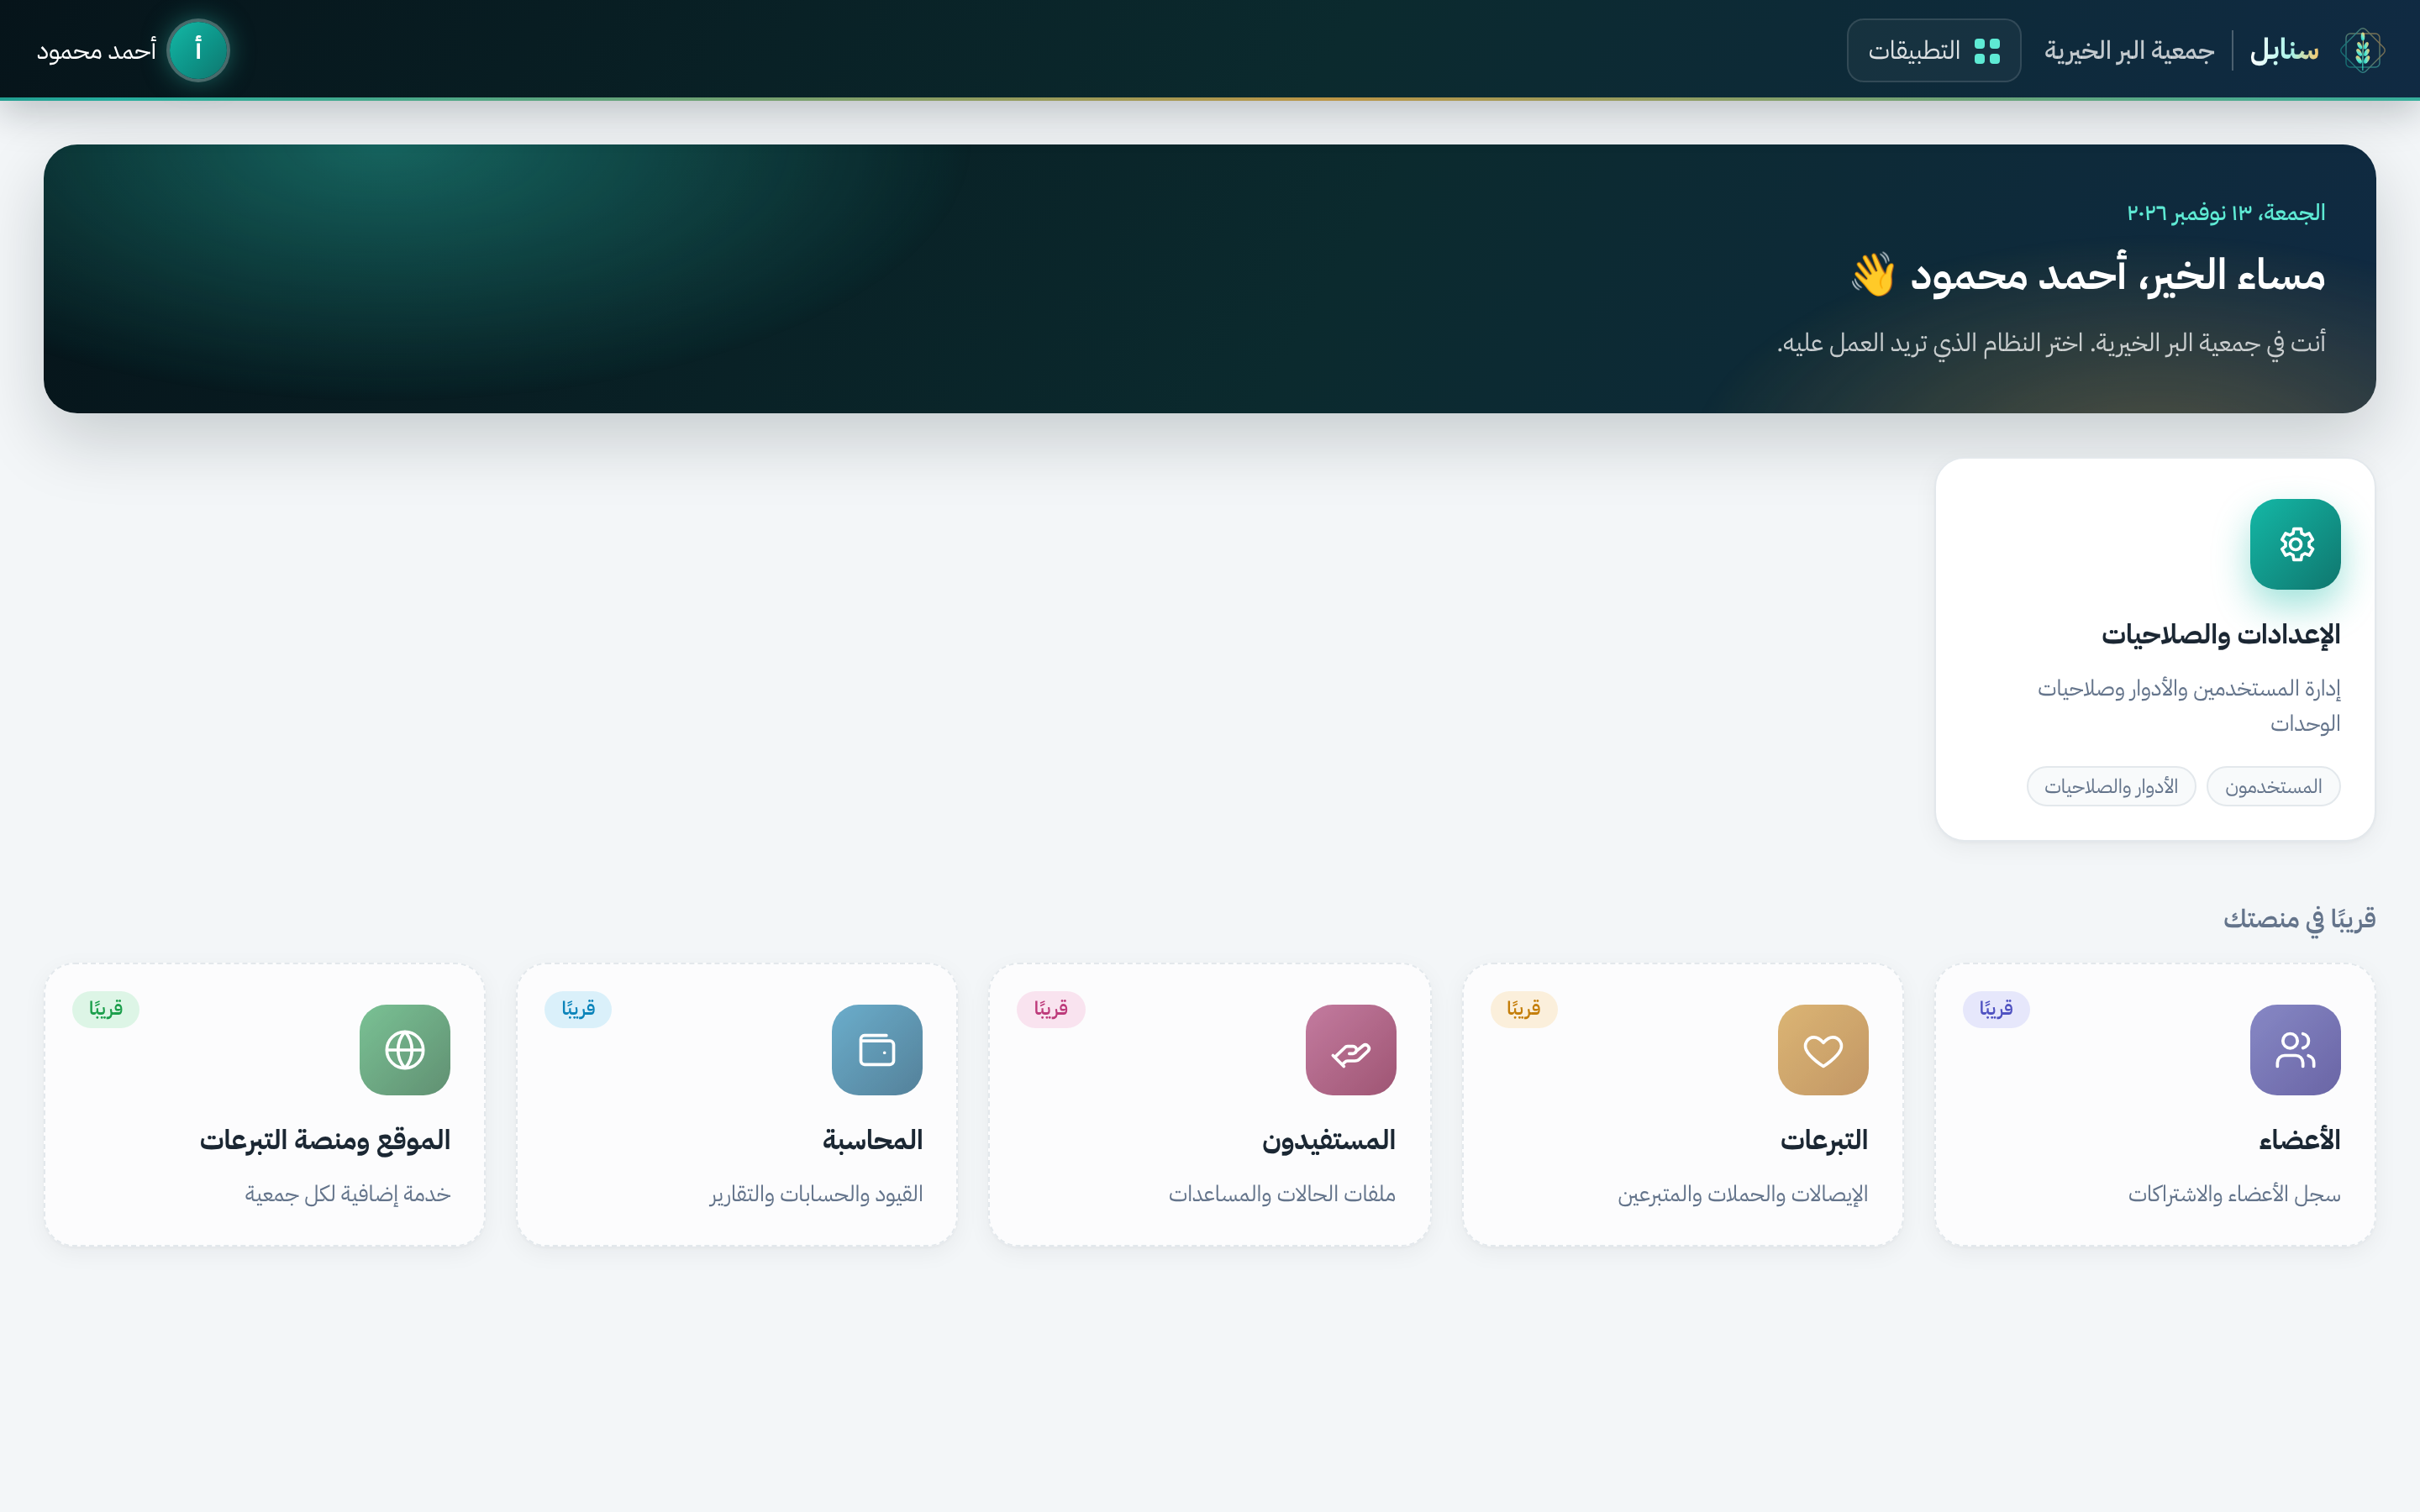 سنابل
جمعية البر الخيرية
التطبيقات
أ
أحمد محمود
الجمعة، ١٣ نوفمبر ٢٠٢٦
مساء الخير، أحمد محمود 👋
أنت في جمعية البر الخيرية. اختر النظام الذي تريد العمل عليه.
الإعدادات والصلاحيات
إدارة المستخدمين والأدوار وصلاحيات
الوحدات
المستخدمون
الأدوار والصلاحيات
قريبًا في منصتك
قريبًا
الأعضاء
سجل الأعضاء والاشتراكات
قريبًا
التبرعات
الإيصالات والحملات والمتبرعين
قريبًا
المستفيدون
ملفات الحالات والمساعدات
قريبًا
المحاسبة
القيود والحسابات والتقارير
قريبًا
الموقع ومنصة التبرعات
خدمة إضافية لكل جمعية